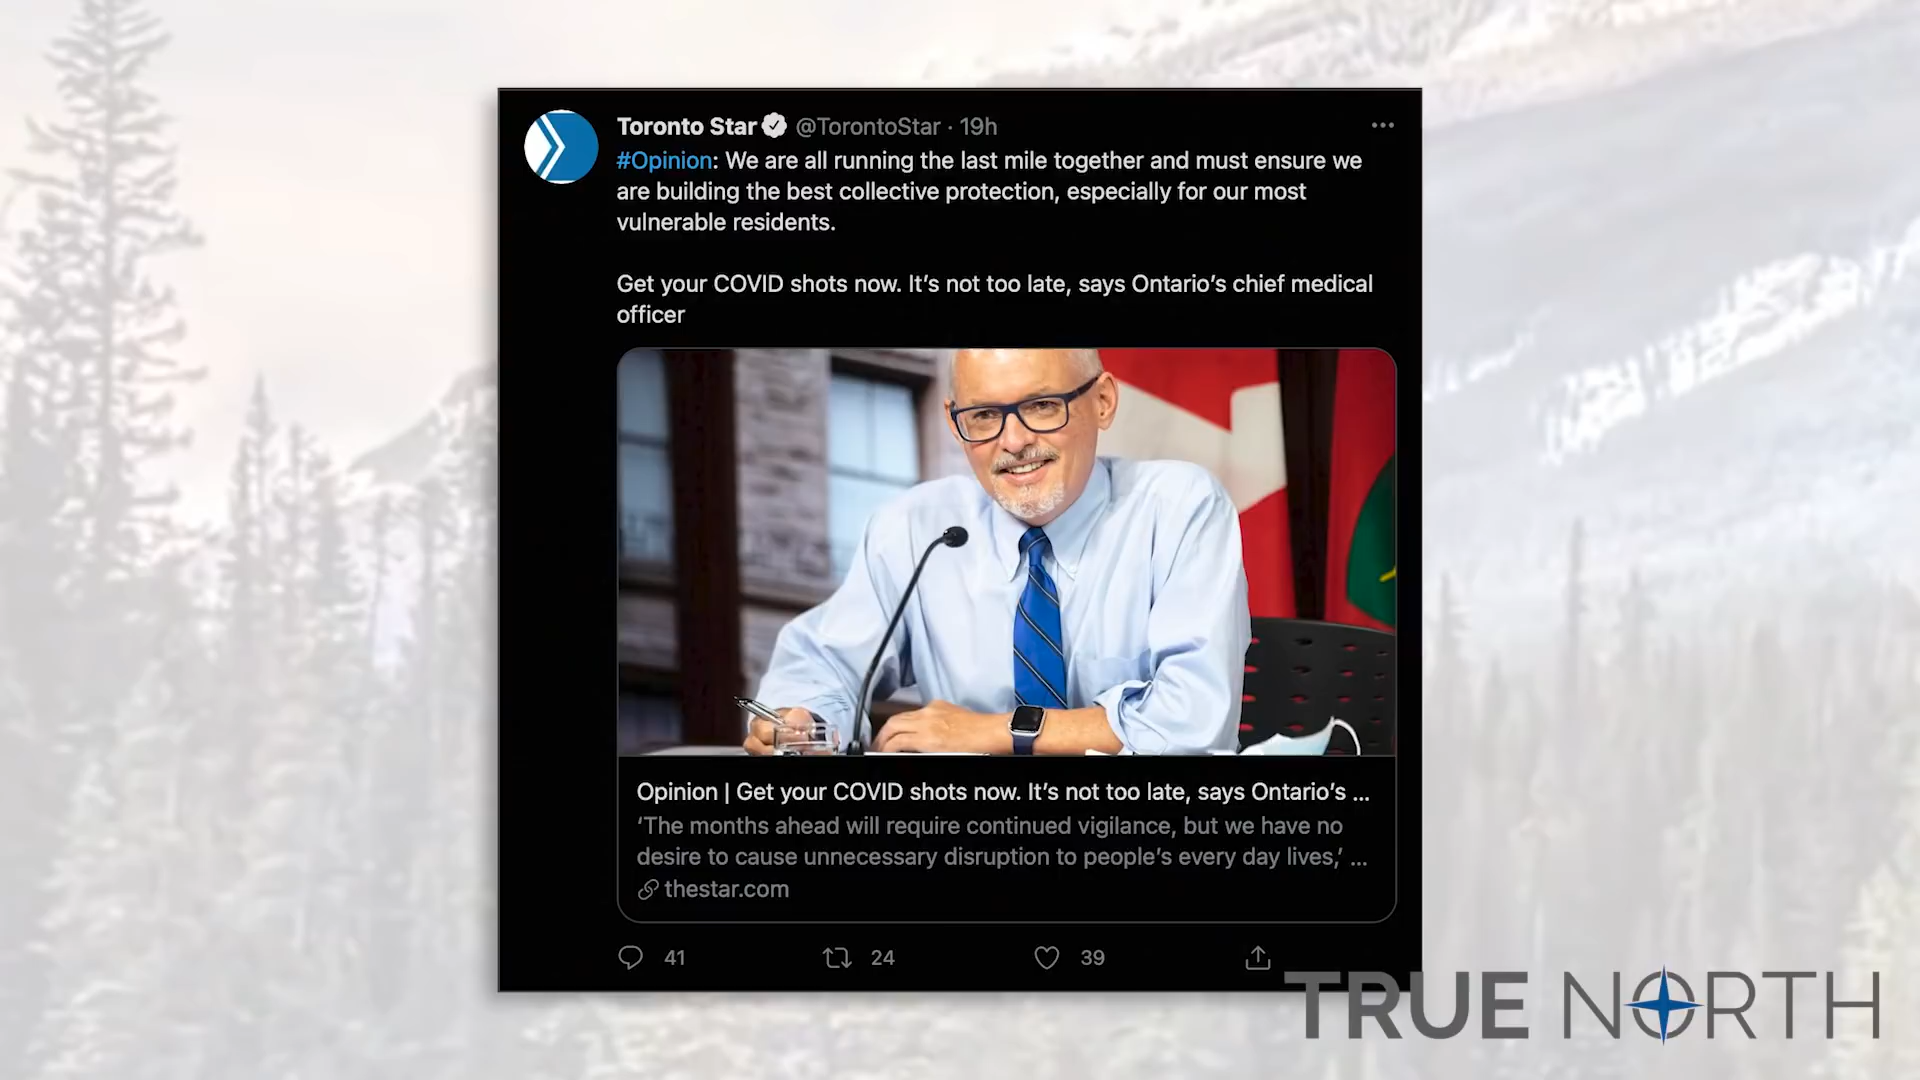 Toronto Star @TorontoStar · 19h
#Opinion: We are all running the last mile together and must ensure we
are building the best collective protection, especially for our most
vulnerable residents.
Get your COVID shots now. It’s not too late, says Ontario’s chief medical
officer
Opinion | Get your COVID shots now. It’s not too late, says Ontario’s ...
‘The months ahead will require continued vigilance, but we have no
desire to cause unnecessary disruption to people’s every day lives,’ ...
thestar.com
41 24 39
TRUE NORTH